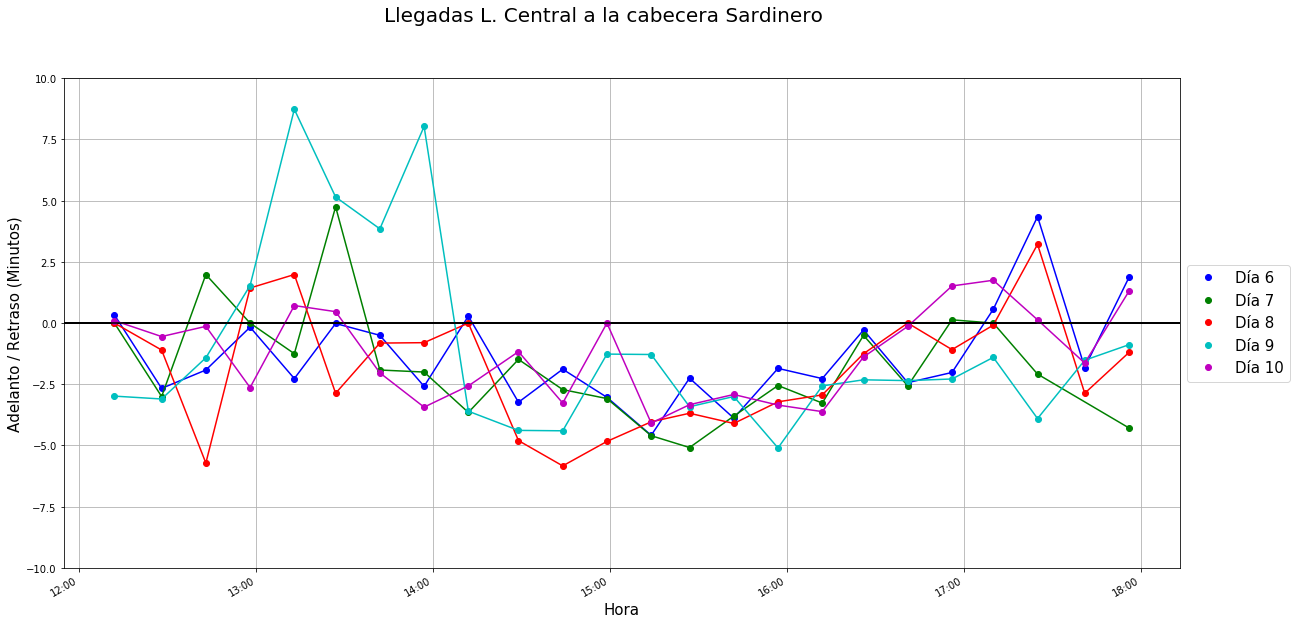 Llegadas L. Central a la cabecera Sardinero
Adelanto / Retraso (Minutos)
10.0
7.5
5.0
2.5
0.0
−2.5
−5.0
−7.5
−10.0
12:00
13:00
14:00
15:00
16:00
17:00
18:00
Hora
Día 6
Día 7
Día 8
Día 9
Día 10